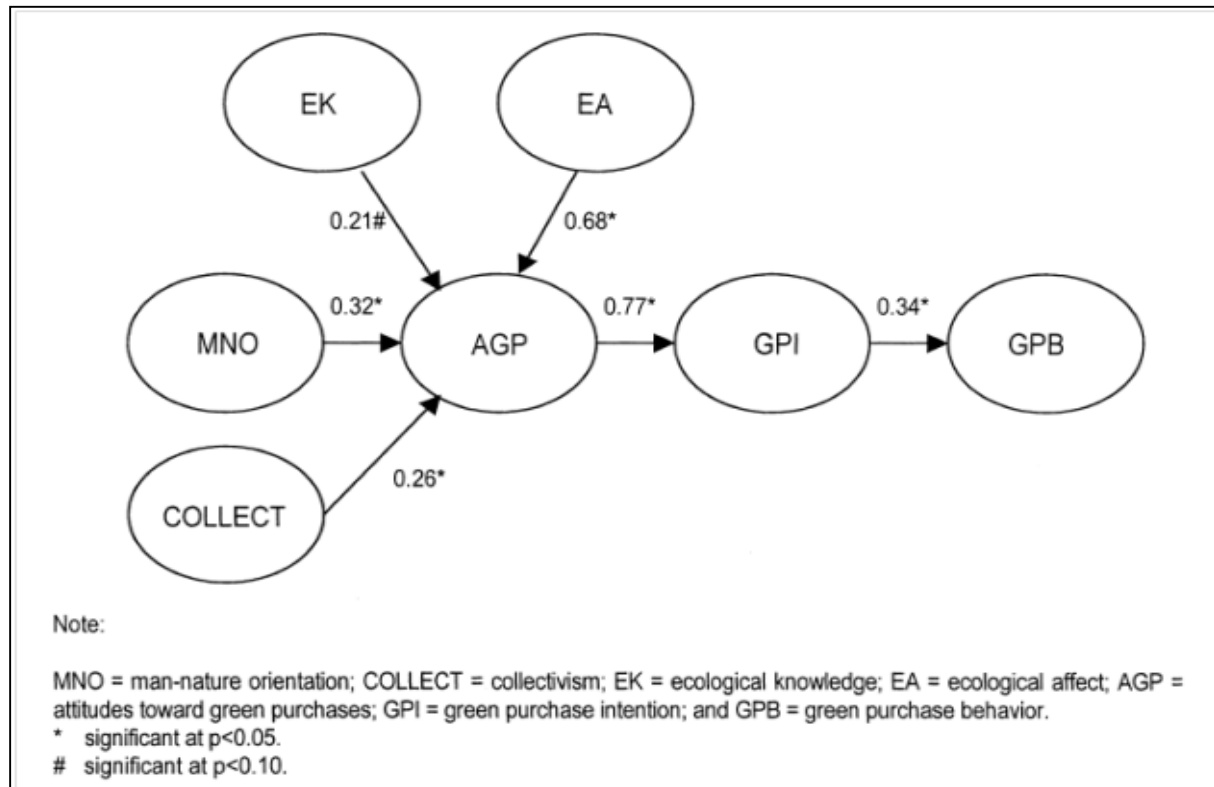 EK
EA
0.21#
0.68*
MNO
0.32*
AGP
0.77*
GPI
0.34*
GPB
COLLECT
0.26*
Note:
MNO = man-nature orientation; COLLECT = collectivism; EK = ecological knowledge; EA = ecological affect; AGP =
attitudes toward green purchases; GPI = green purchase intention; and GPB = green purchase behavior.
* significant at p<0.05.
# significant at p<0.10.